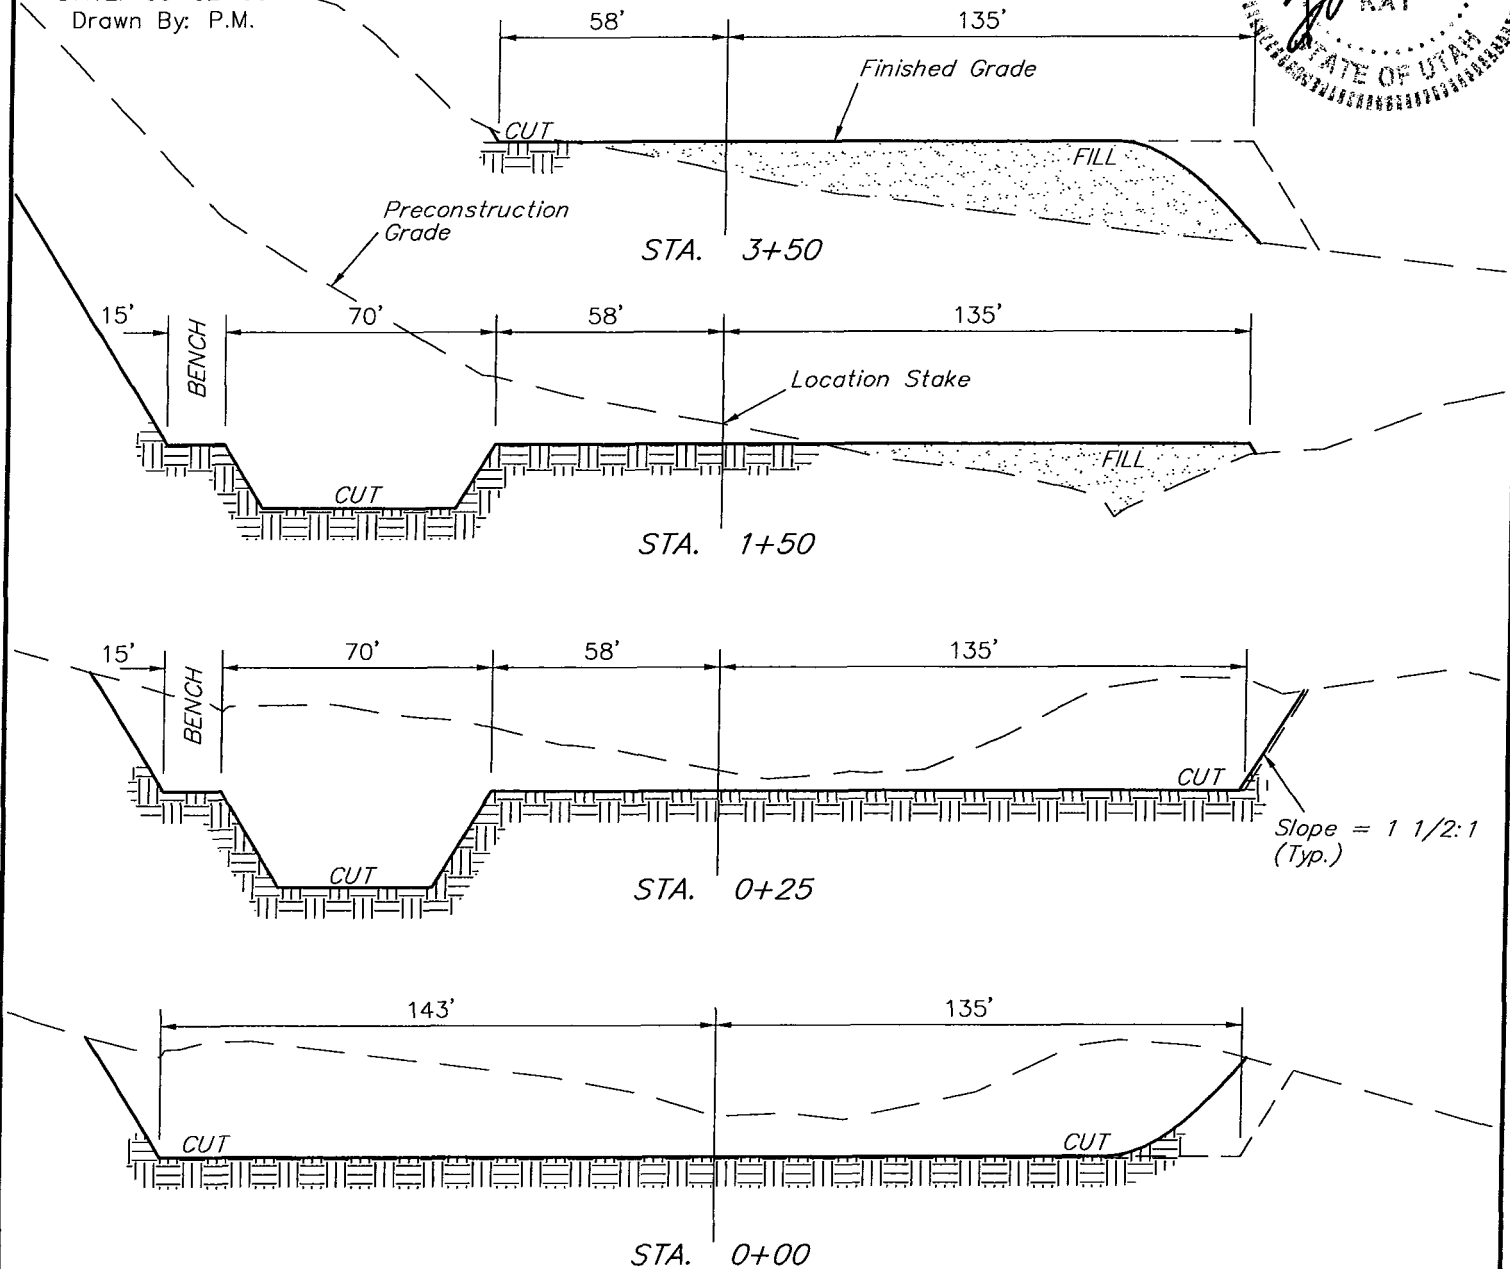 Drawn By: P.M.
KAY
STATE OF UTAH
58' 135'
Finished Grade
CUT
FILL
Preconstruction
Grade
STA. 3+50
15' 70' 58' 135'
BENCH
Location Stake
CUT
FILL
STA. 1+50
15' 70' 58' 135'
BENCH
CUT
CUT
Slope = 1 1/2:1
(Typ.)
STA. 0+25
143' 135'
CUT CUT
STA. 0+00